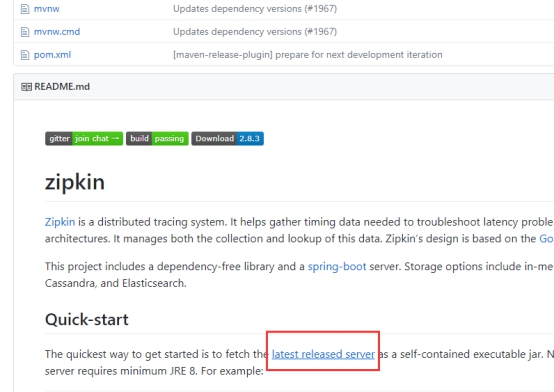 mvnw Updates dependency versions (#1967)
mvnw.cmd Updates dependency versions (#1967)
pom.xml [maven-release-plugin] prepare for next development iteration
README.md
gitter join chat → build passing Download 2.8.3
zipkin
Zipkin is a distributed tracing system. It helps gather timing data needed to troubleshoot latency proble
architectures. It manages both the collection and lookup of this data. Zipkin's design is based on the Go
This project includes a dependency-free library and a spring-boot server. Storage options include in-me
Cassandra, and Elasticsearch.
Quick-start
The quickest way to get started is to fetch the latest released server as a self-contained executable jar. N
server requires minimum JRE 8. For example: